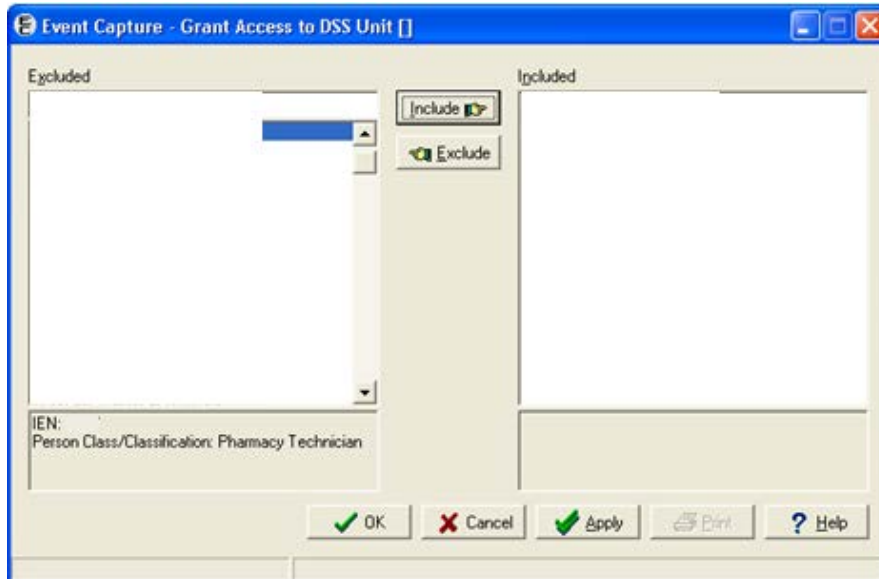 Event Capture - Grant Access to DSS Unit []
Excluded
Included
Include
Exclude
IEN:
Person Class/Classification: Pharmacy Technician
OK
Cancel
Apply
Print
Help